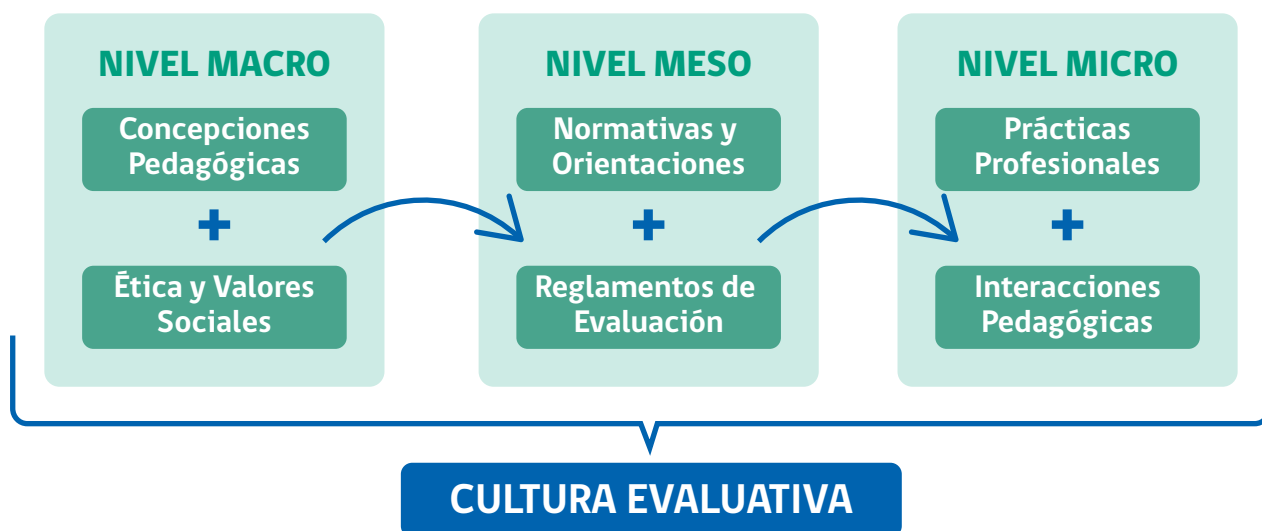 NIVEL MACRO
Concepciones
Pedagógicas
+
Ética y Valores
Sociales
NIVEL MESO
Normativas y
Orientaciones
+
Reglamentos de
Evaluación
NIVEL MICRO
Prácticas
Profesionales
+
Interacciones
Pedagógicas
CULTURA EVALUATIVA